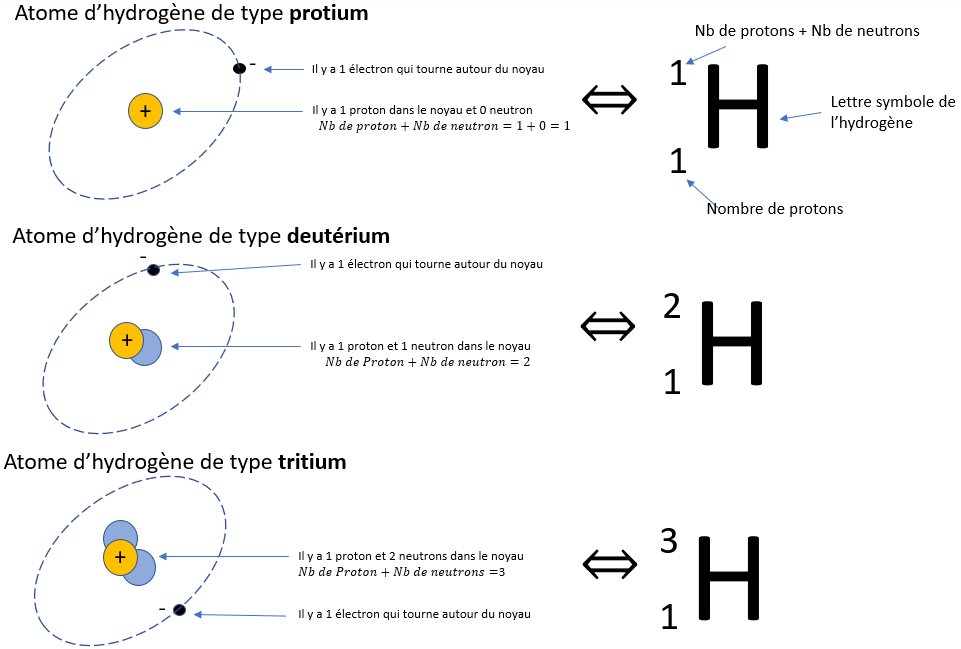 Atome d’hydrogène de type protium
Nb de protons + Nb de neutrons
-
Il y a 1 électron qui tourne autour du noyau
1
H
+
Il y a 1 proton dans le noyau et 0 neutron
Nb de proton + Nb de neutron = 1 + 0 = 1
⇔
Lettre symbole de
l’hydrogène
1
Nombre de protons
Atome d’hydrogène de type deutérium
-
Il y a 1 électron qui tourne autour du noyau
2
H
+
Il y a 1 proton et 1 neutron dans le noyau
Nb de Proton + Nb de neutron = 2
⇔
1
Atome d’hydrogène de type tritium
3
H
+
Il y a 1 proton et 2 neutrons dans le noyau
Nb de Proton + Nb de neutrons =3
⇔
-
Il y a 1 électron qui tourne autour du noyau
1